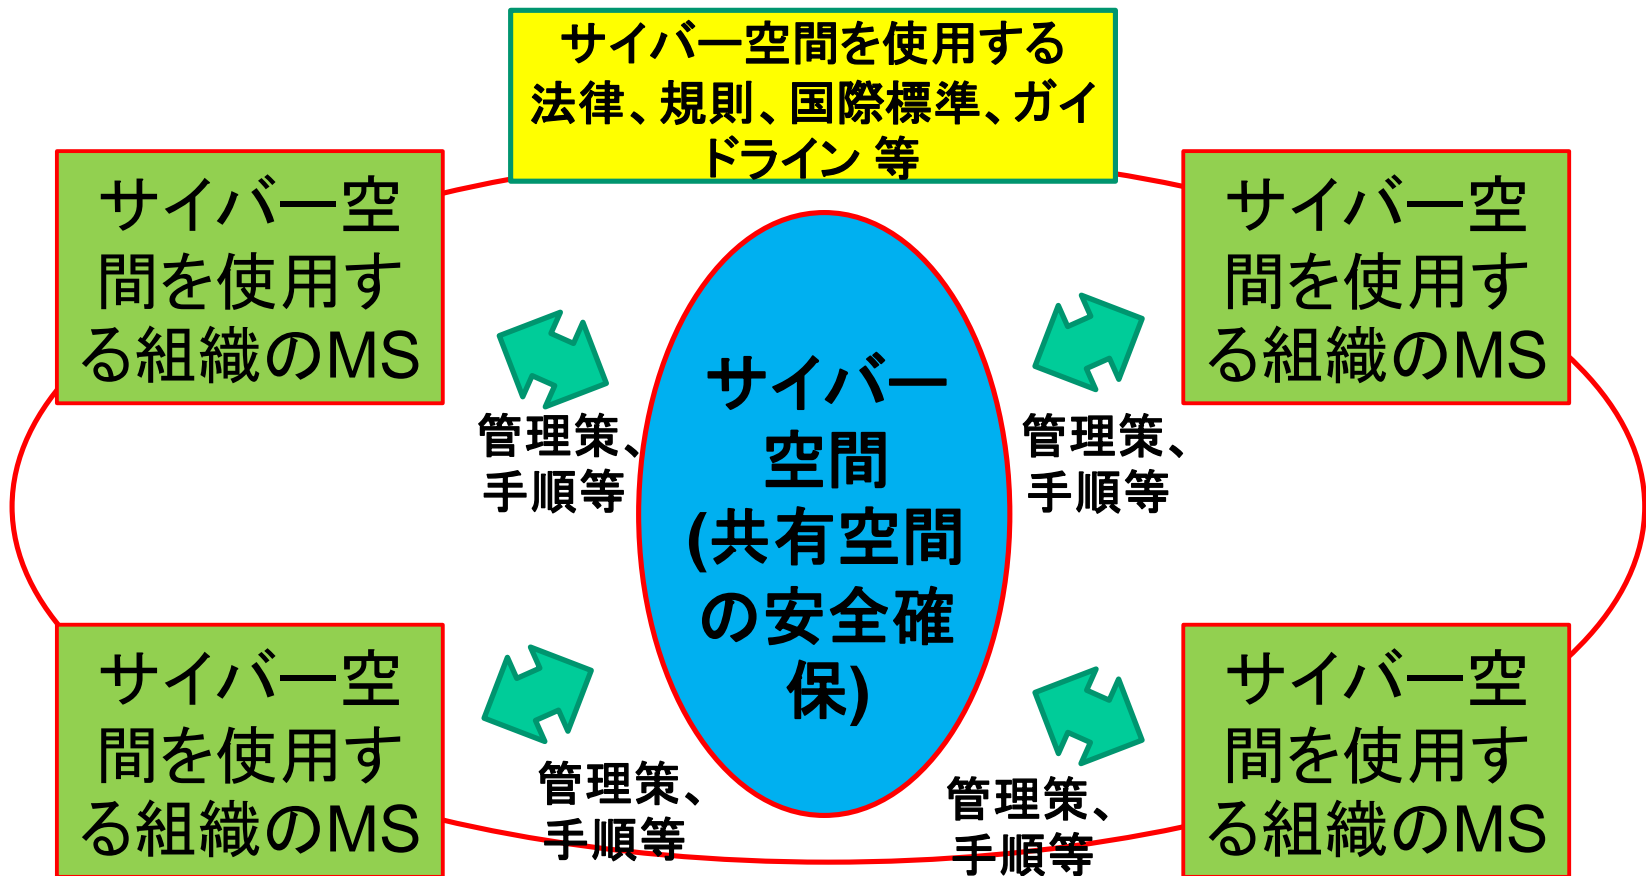 サイバー空間を使用する
法律、規則、国際標準、ガイ
ドライン 等
サイバー空
間を使用す
る組織のMS
サイバー空
間を使用す
る組織のMS
管理策、
手順等
サイバー
空間
(共有空間
の安全確
保)
管理策、
手順等
サイバー空
間を使用す
る組織のMS
管理策、
手順等
管理策、
手順等
サイバー空
間を使用す
る組織のMS